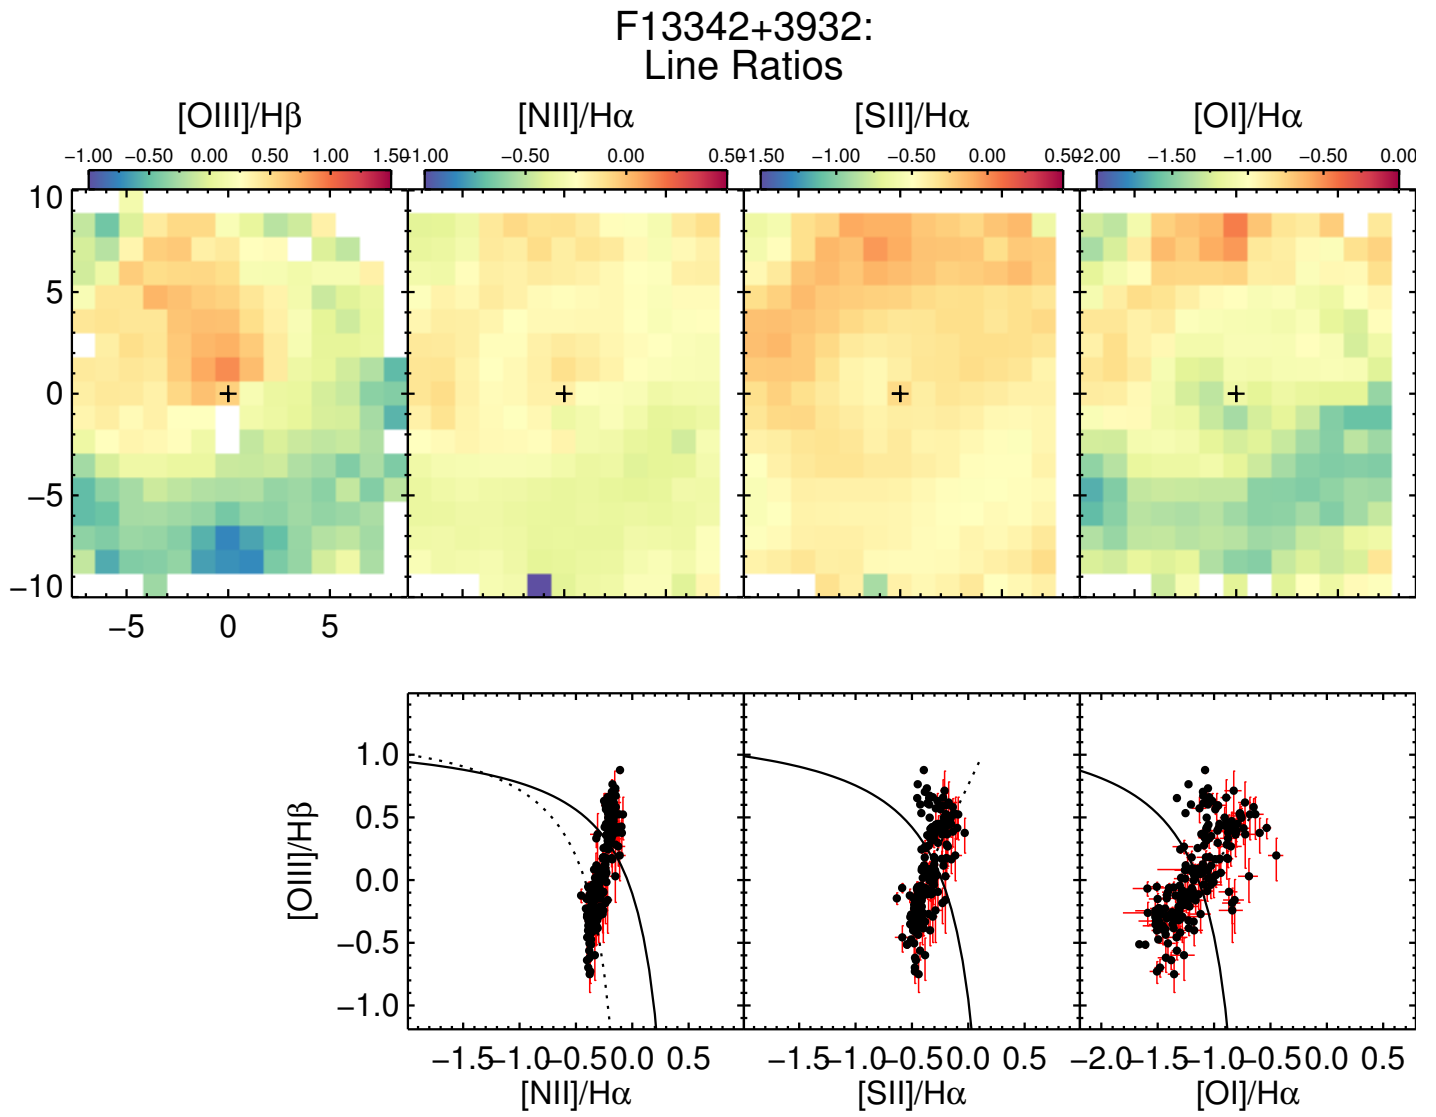 F13342+3932:
Line Ratios
[OIII]/Hβ [NII]/Hα [SII]/Hα [OI]/Hα
−1.00 −0.50 0.00 0.50 1.00 1.50 −1.00 −0.50 0.00 0.50 −1.50 −1.00 −0.50 0.00 0.50 −2.00 −1.50 −1.00 −0.50 0.00
10
5
0
−5
−10
−5 0 5
1.0
0.5
0.0
−0.5
−1.0
[OIII]/Hβ
−1.5 −1.0 −0.5 0.0 0.5 −1.5 −1.0 −0.5 0.0 0.5 −2.0 −1.5 −1.0 −0.5 0.0 0.5
[NII]/Hα [SII]/Hα [OI]/Hα